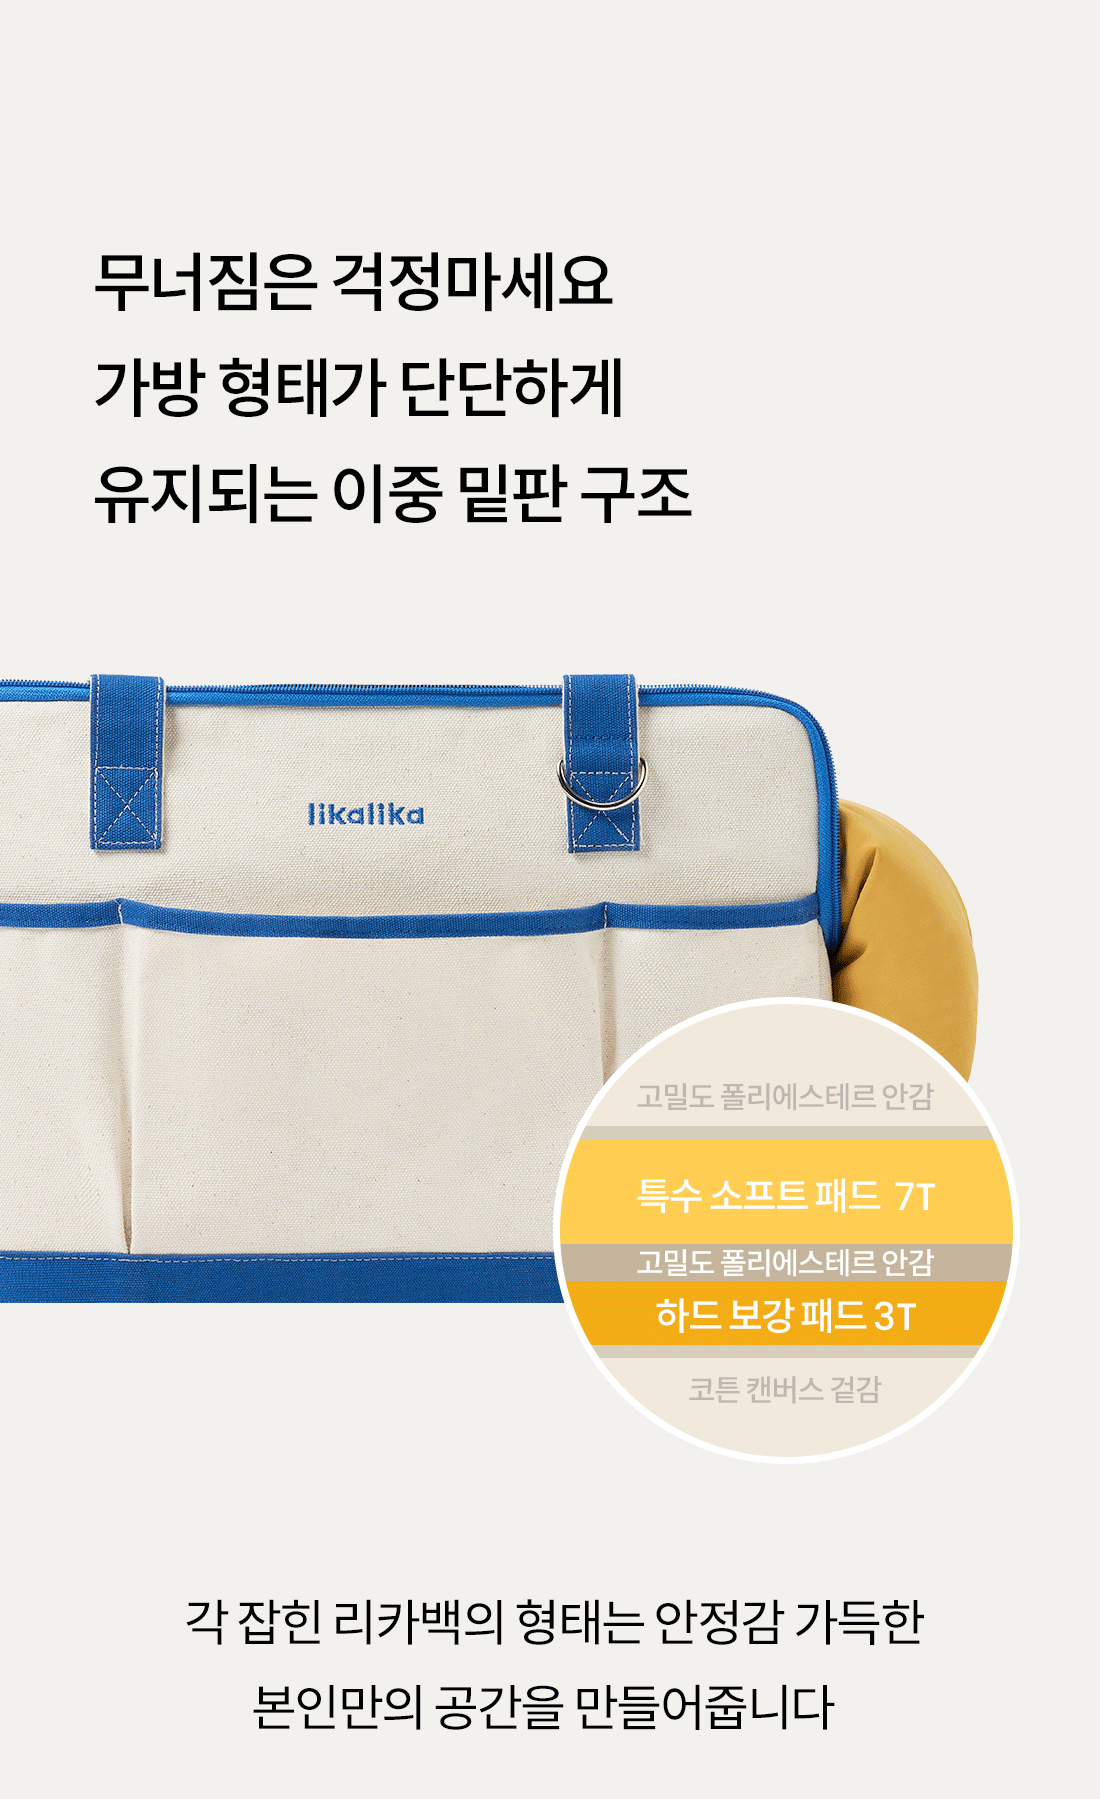 무너짐은 걱정마세요
가방 형태가 단단하게
유지되는 이중 밑판 구조
likalika
고밀도 폴리에스테르 안감
특수 소프트 패드 7T
고밀도 폴리에스테르 안감
하드 보강 패드 3T
코튼 캔버스 겉감
각 잡힌 리카백의 형태는 안정감 가득한
본인만의 공간을 만들어줍니다